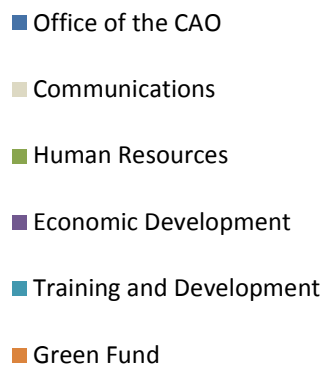 Office of the CAO
Communications
Human Resources
Economic Development
Training and Development
Green Fund